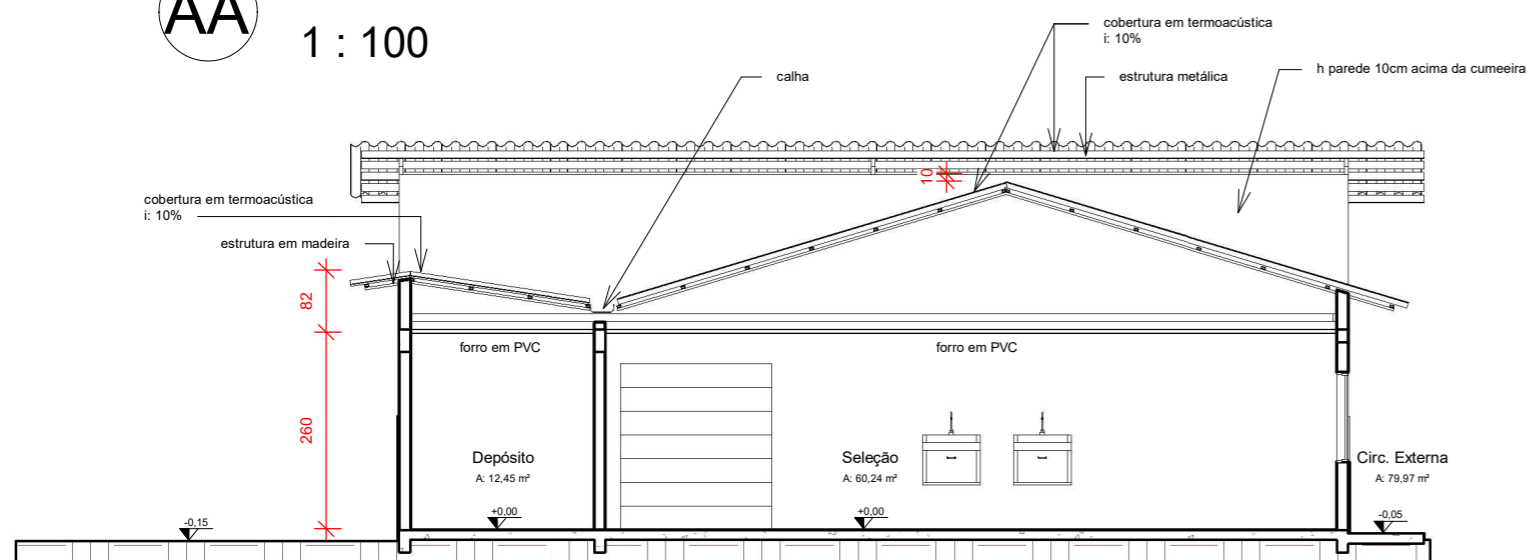 AA
1 : 100
cobertura em termoacústica
i: 10%
calha
estrutura metálica
h parede 10cm acima da cumeeira
10
cobertura em termoacústica
i: 10%
estrutura em madeira
82
forro em PVC
forro em PVC
260
Depósito
A: 12,45 m²
Seleção
A: 60,24 m²
Circ. Externa
A: 79,97 m²
-0,15
+0,00
+0,00
-0,05